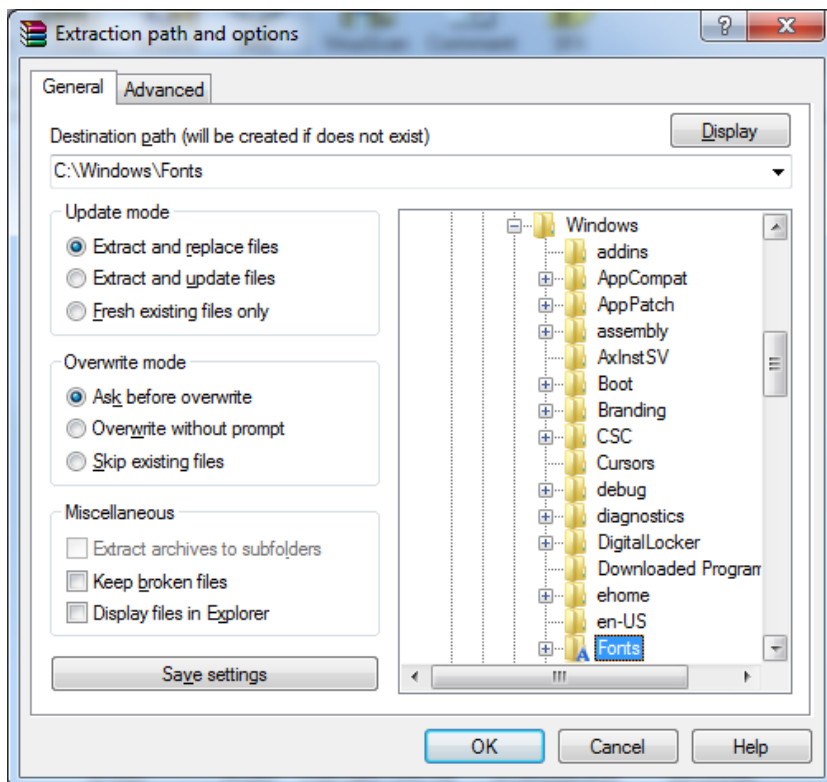 Extraction path and options
General
Advanced
Destination path (will be created if does not exist)
Display
C:\Windows\Fonts
Update mode
Extract and replace files
Extract and update files
Fresh existing files only
Overwrite mode
Ask before overwrite
Overwrite without prompt
Skip existing files
Miscellaneous
Extract archives to subfolders
Keep broken files
Display files in Explorer
Save settings
Windows
addins
AppCompat
AppPatch
assembly
AxInstSV
Boot
Branding
CSC
Cursors
debug
diagnostics
DigitalLocker
Downloaded Program
ehome
en-US
Fonts
OK
Cancel
Help